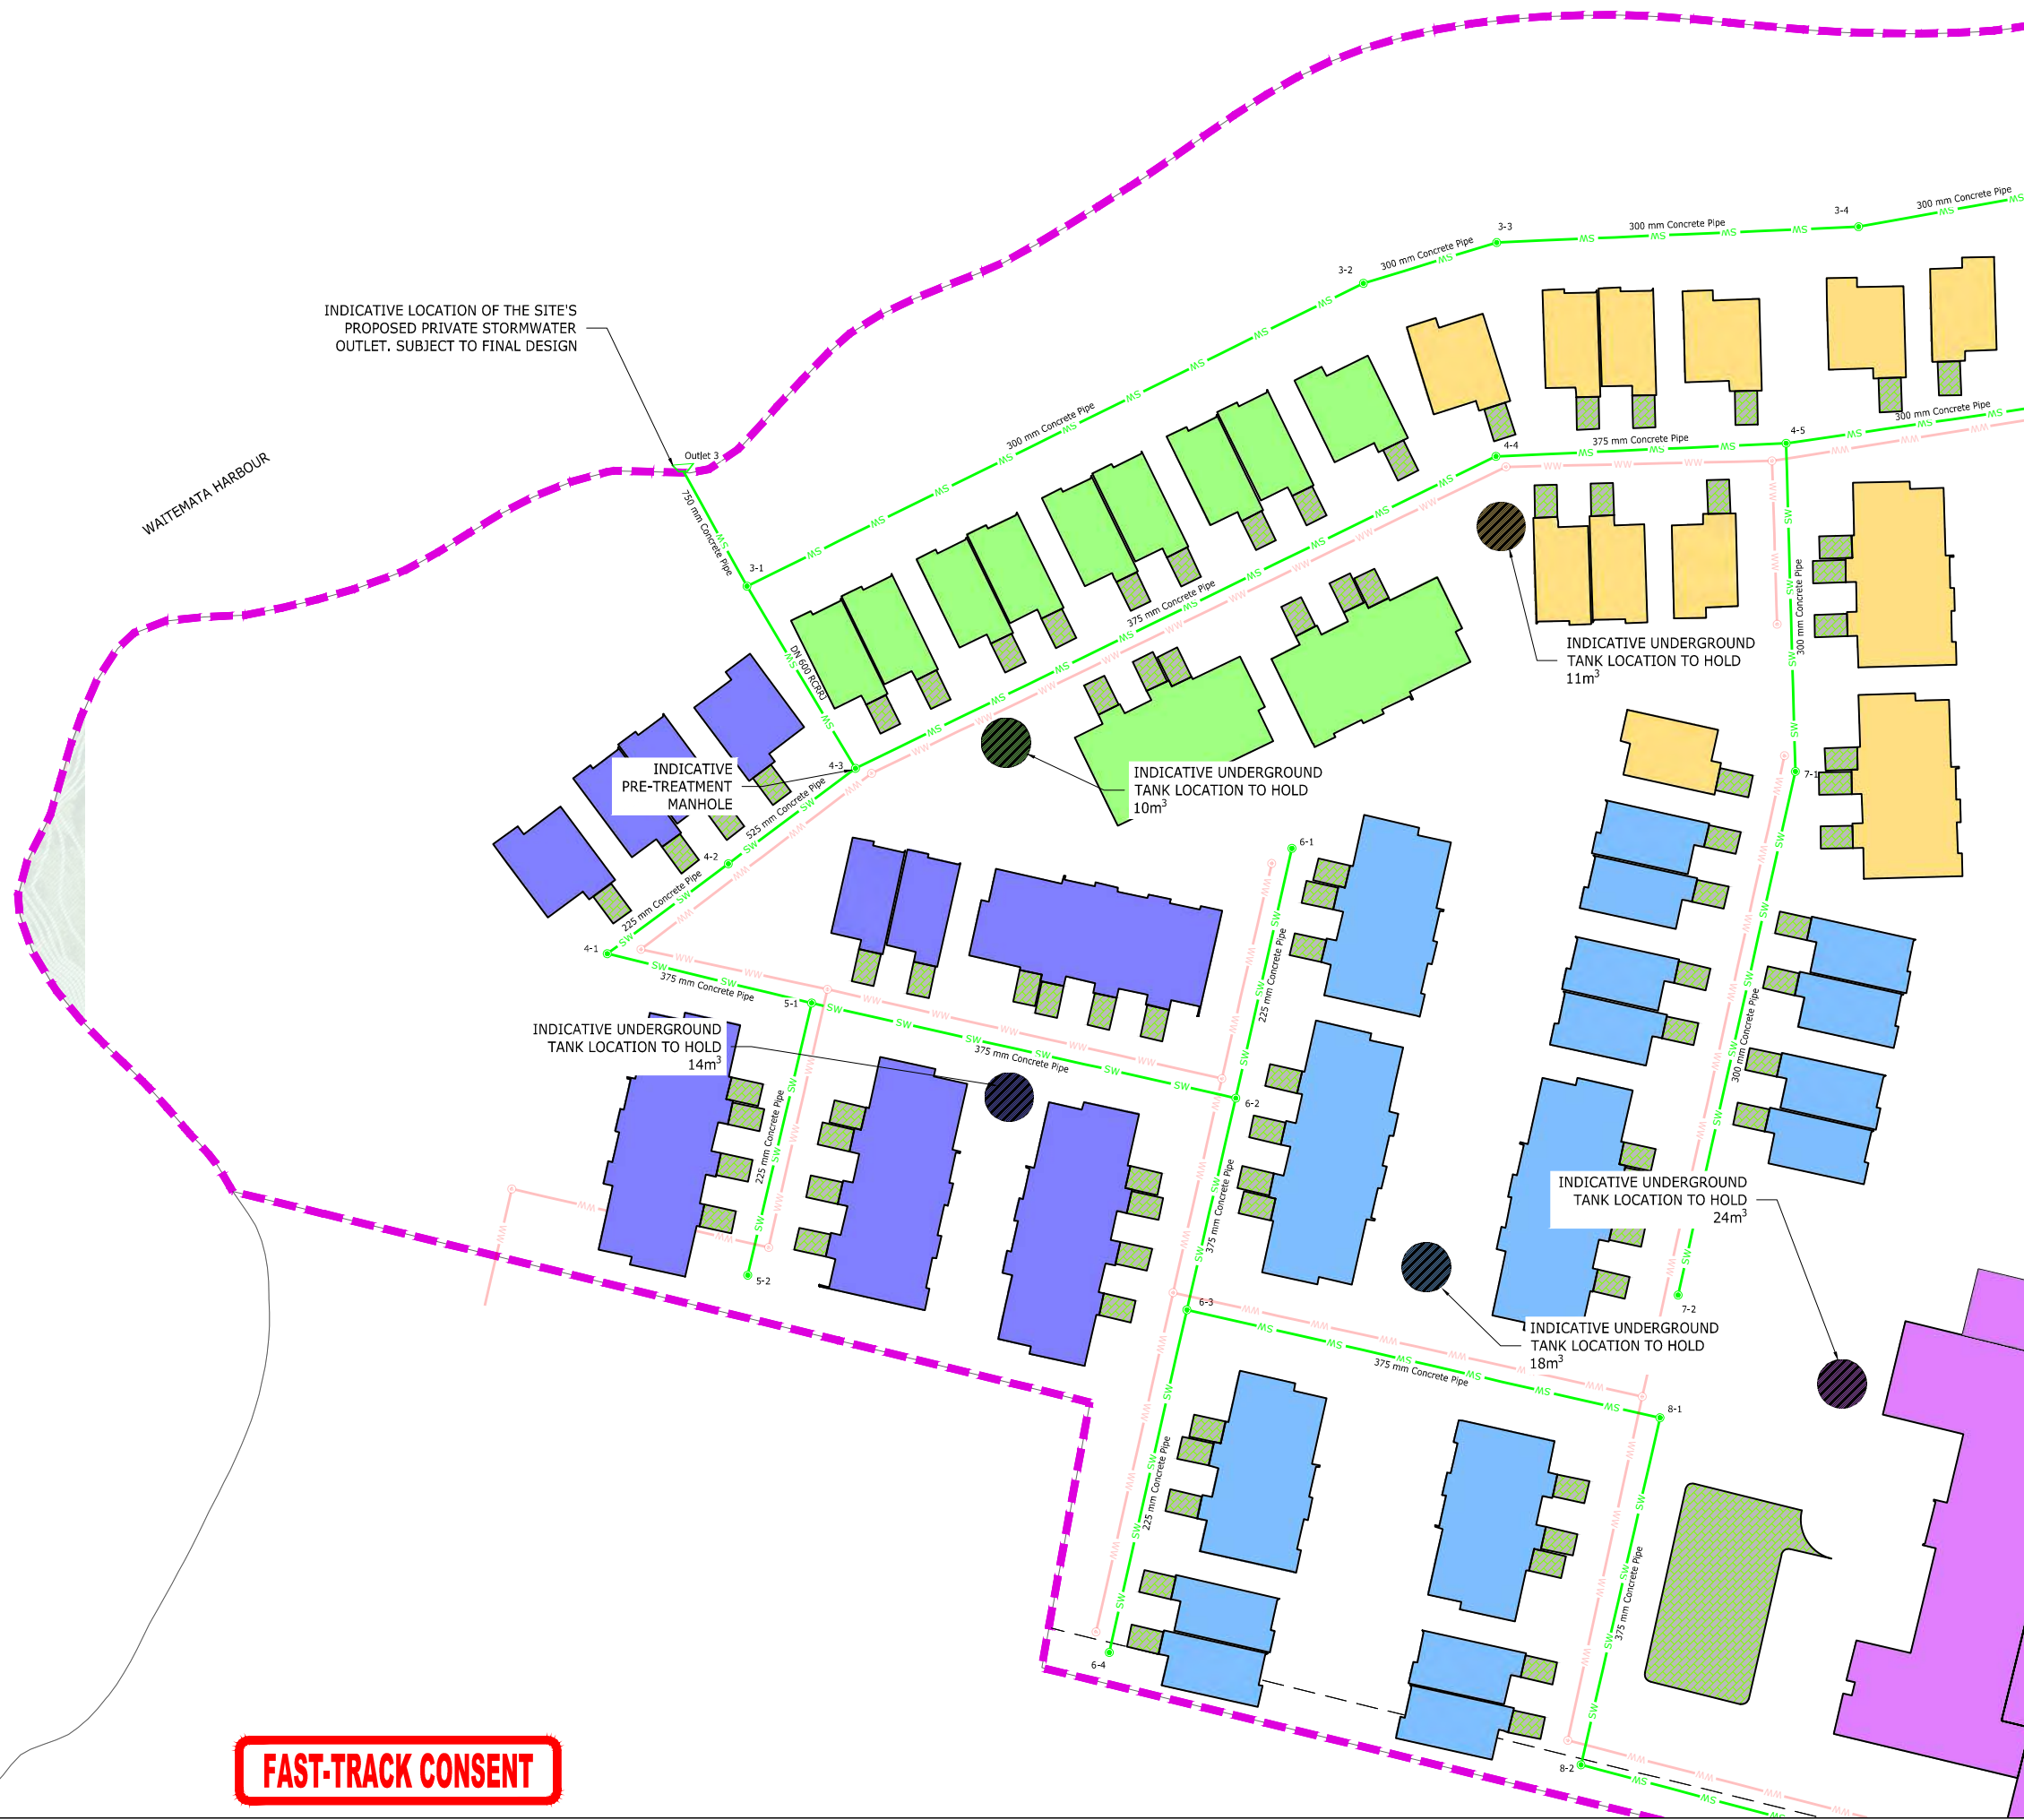 3-4
300 mm Concrete Pipe
3-3
300 mm Concrete Pipe
3-2
300 mm Concrete Pipe
INDICATIVE LOCATION OF THE SITE'S
PROPOSED PRIVATE STORMWATER
OUTLET. SUBJECT TO FINAL DESIGN
300 mm Concrete Pipe
300 mm Concrete Pipe
4-5
4-4
375 mm Concrete Pipe
Outlet 3
WAITEMATA HARBOUR
750 mm Concrete Pipe
3-1
375 mm Concrete Pipe
300 mm Concrete Pipe
INDICATIVE UNDERGROUND
TANK LOCATION TO HOLD
11m³
DN 600 RCRRJ
4-3
INDICATIVE
PRE-TREATMENT
MANHOLE
INDICATIVE UNDERGROUND
TANK LOCATION TO HOLD
10m³
7-1
525 mm Concrete Pipe
4-2
6-1
225 mm Concrete Pipe
4-1
375 mm Concrete Pipe
5-1
225 mm Concrete Pipe
INDICATIVE UNDERGROUND
TANK LOCATION TO HOLD
14m³
375 mm Concrete Pipe
300 mm Concrete Pipe
6-2
225 mm Concrete Pipe
375 mm Concrete Pipe
INDICATIVE UNDERGROUND
TANK LOCATION TO HOLD
24m³
5-2
6-3
7-2
INDICATIVE UNDERGROUND
TANK LOCATION TO HOLD
18m³
375 mm Concrete Pipe
8-1
225 mm Concrete Pipe
375 mm Concrete Pipe
6-4
8-2
FAST-TRACK CONSENT
SW
WW